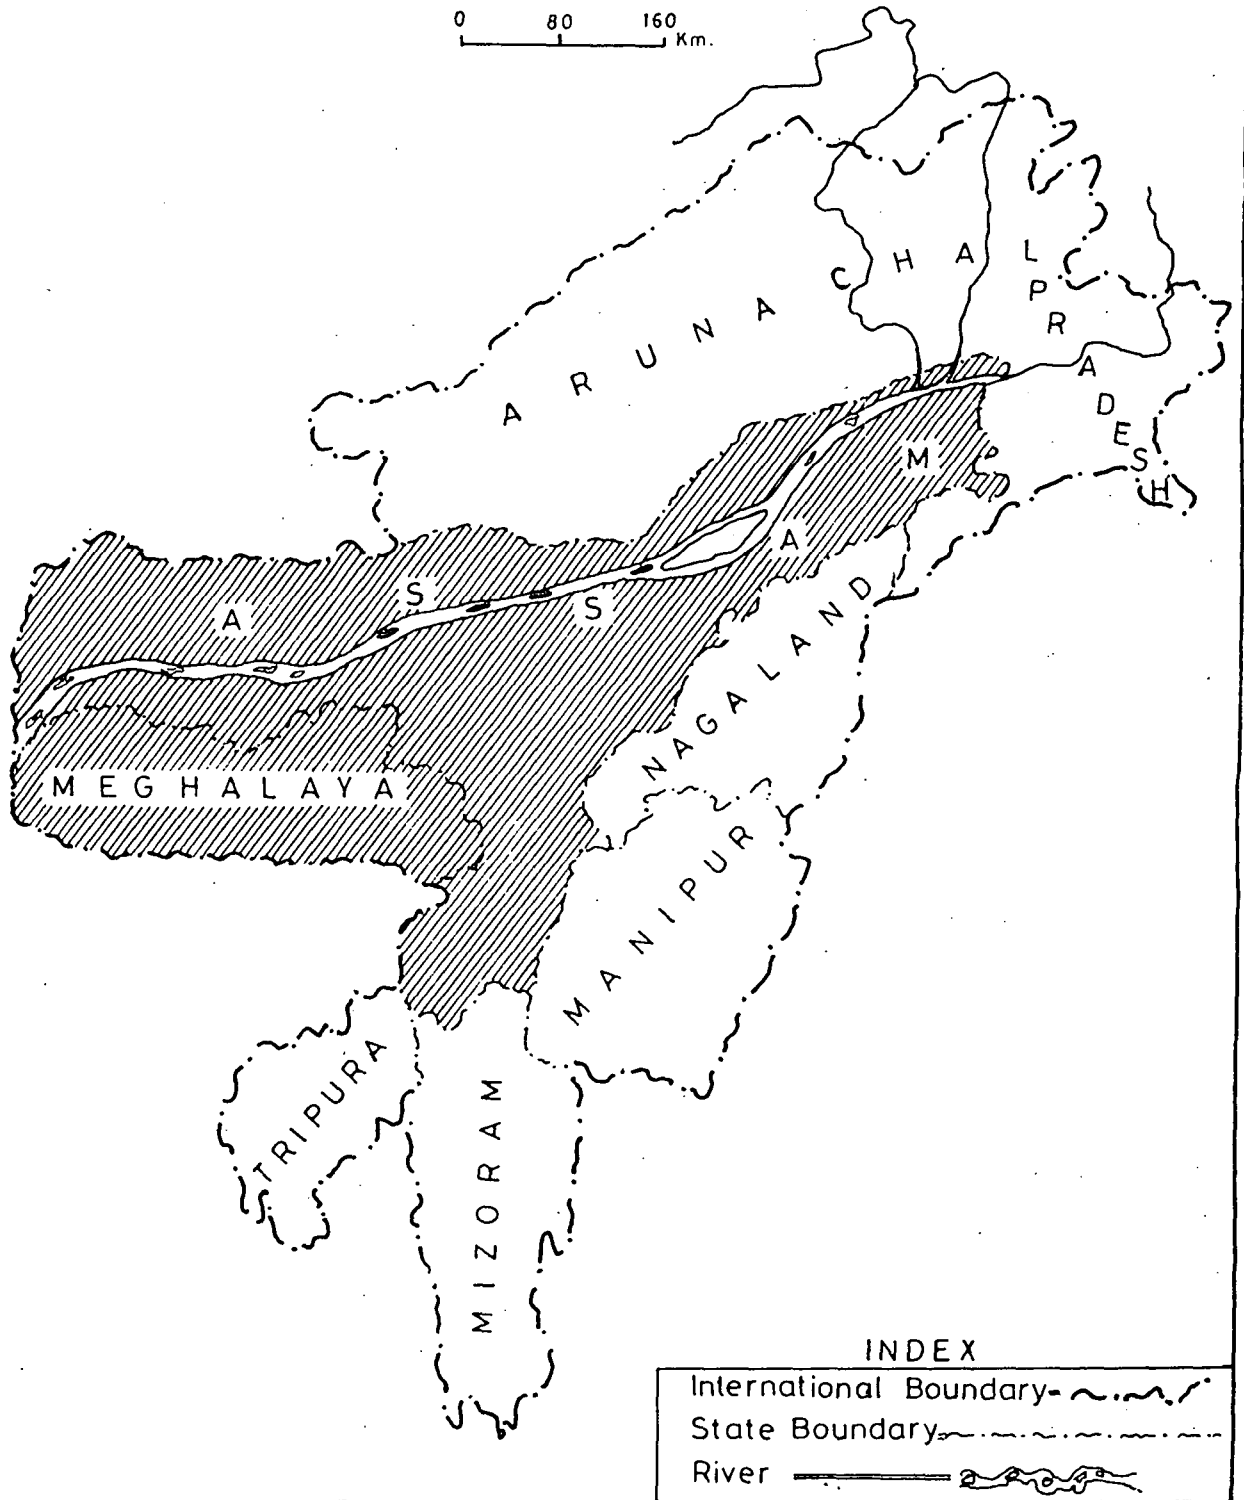 0 80 160
Km.
ARUNACHAL
PRADESH
ASSAM
MEGHALAYA
NAGALAND
MANIPUR
TRIPURA
MIZORAM
INDEX
International Boundary-
State Boundary
River